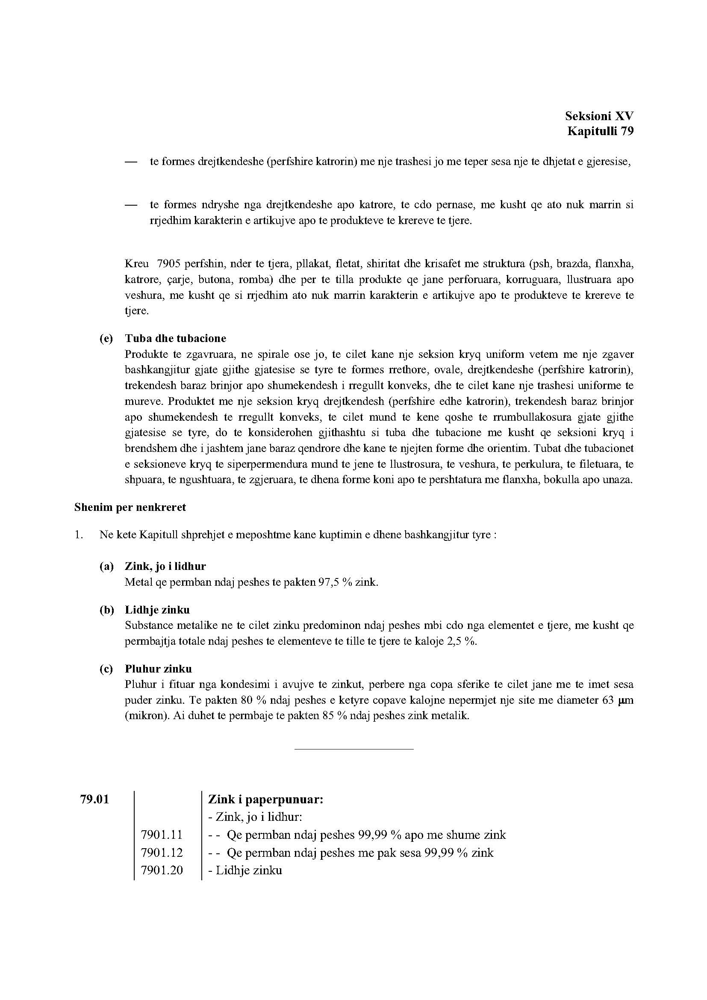 Seksioni XV
Kapitulli 79
— te formes drejtkendeshe (perfshire katrorin) me nje trashesi jo me teper sesa nje te dhjetat e gjeresise,
— te formes ndryshe nga drejtkendeshe apo katrore, te cdo pernase, me kusht qe ato nuk marrin si
rrjedhim karakterin e artikujve apo te produkteve te krereve te tjere.
Kreu 7905 perfshin, nder te tjera, pllakat, fletat, shiritat dhe krisafet me struktura (psh, brazda, flanxha,
katrore, çarje, butona, romba) dhe per te tilla produkte qe jane perforuara, korruguara, llustruara apo
veshura, me kusht qe si rrjedhim ato nuk marrin karakterin e artikujve apo te produkteve te krereve te
tjere.
(e) Tuba dhe tubacione
Produkte te zgavruara, ne spirale ose jo, te cilet kane nje seksion kryq uniform vetem me nje zgaver
bashkangjitur gjate gjithe gjatesise se tyre te formes rrethore, ovale, drejtkendeshe (perfshire katrorin),
trekendesh baraz brinjor apo shumekendesh i rregullt konveks, dhe te cilet kane nje trashesi uniforme te
mureve. Produktet me nje seksion kryq drejtkendesh (perfshire edhe katrorin), trekendesh baraz brinjor
apo shumekendesh te rregullt konveks, te cilet mund te kene qoshe te rrumbullakosura gjate gjithe
gjatesise se tyre, do te konsiderohen gjithashtu si tuba dhe tubacione me kusht qe seksioni kryq i
brendshem dhe i jashtem jane baraz qendrore dhe kane te njejten forme dhe orientim. Tubat dhe tubacionet
e seksioneve kryq te siperpermendura mund te jene te llustrosura, te veshura, te perkulura, te filetuara, te
shpuara, te ngushtuara, te zgjeruara, te dhena forme koni apo te pershtatura me flanxha, bokulla apo unaza.
Shenim per nenkreret
1. Ne kete Kapitull shprehjet e meposhtme kane kuptimin e dhene bashkangjitur tyre :
(a) Zink, jo i lidhur
Metal qe permban ndaj peshes te pakten 97,5 % zink.
(b) Lidhje zinku
Substance metalike ne te cilet zinku predominon ndaj peshes mbi cdo nga elementet e tjere, me kusht qe
permbajtja totale ndaj peshes te elementeve te tille te tjere te kaloje 2,5 %.
(c) Pluhur zinku
Pluhur i fituar nga kondesimi i avujve te zinkut, perbere nga copa sferike te cilet jane me te imet sesa
puder zinku. Te pakten 80 % ndaj peshes e ketyre copave kalojne nepermjet nje site me diameter 63 µm
(mikron). Ai duhet te permbaje te pakten 85 % ndaj peshes zink metalik.
79.01 Zink i paperpunuar:
- Zink, jo i lidhur:
7901.11 - - Qe permban ndaj peshes 99,99 % apo me shume zink
7901.12 - - Qe permban ndaj peshes me pak sesa 99,99 % zink
7901.20 - Lidhje zinku